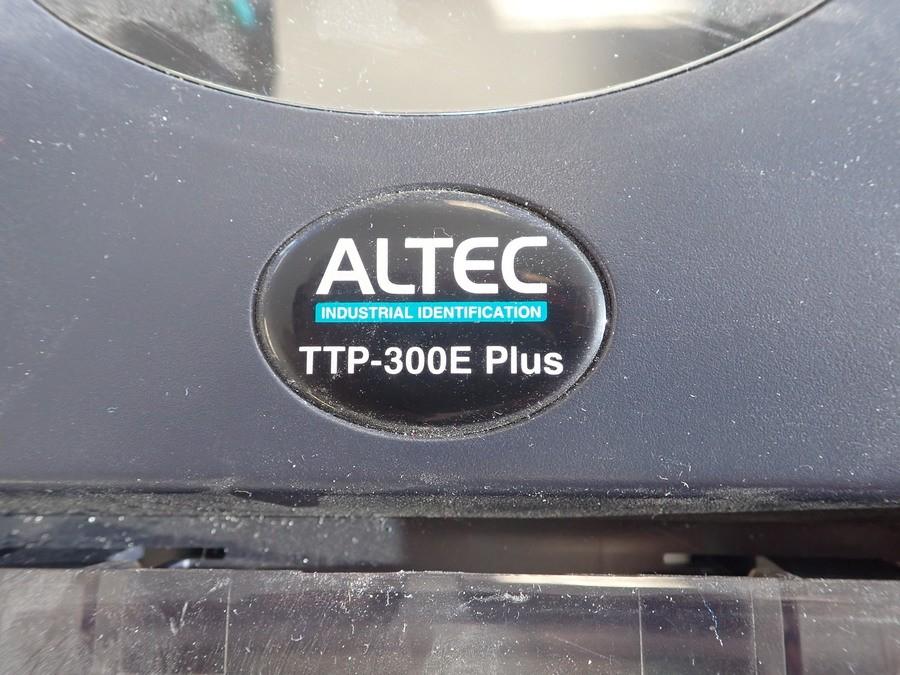 ALTEC
INDUSTRIAL IDENTIFICATION
TTP-300E Plus